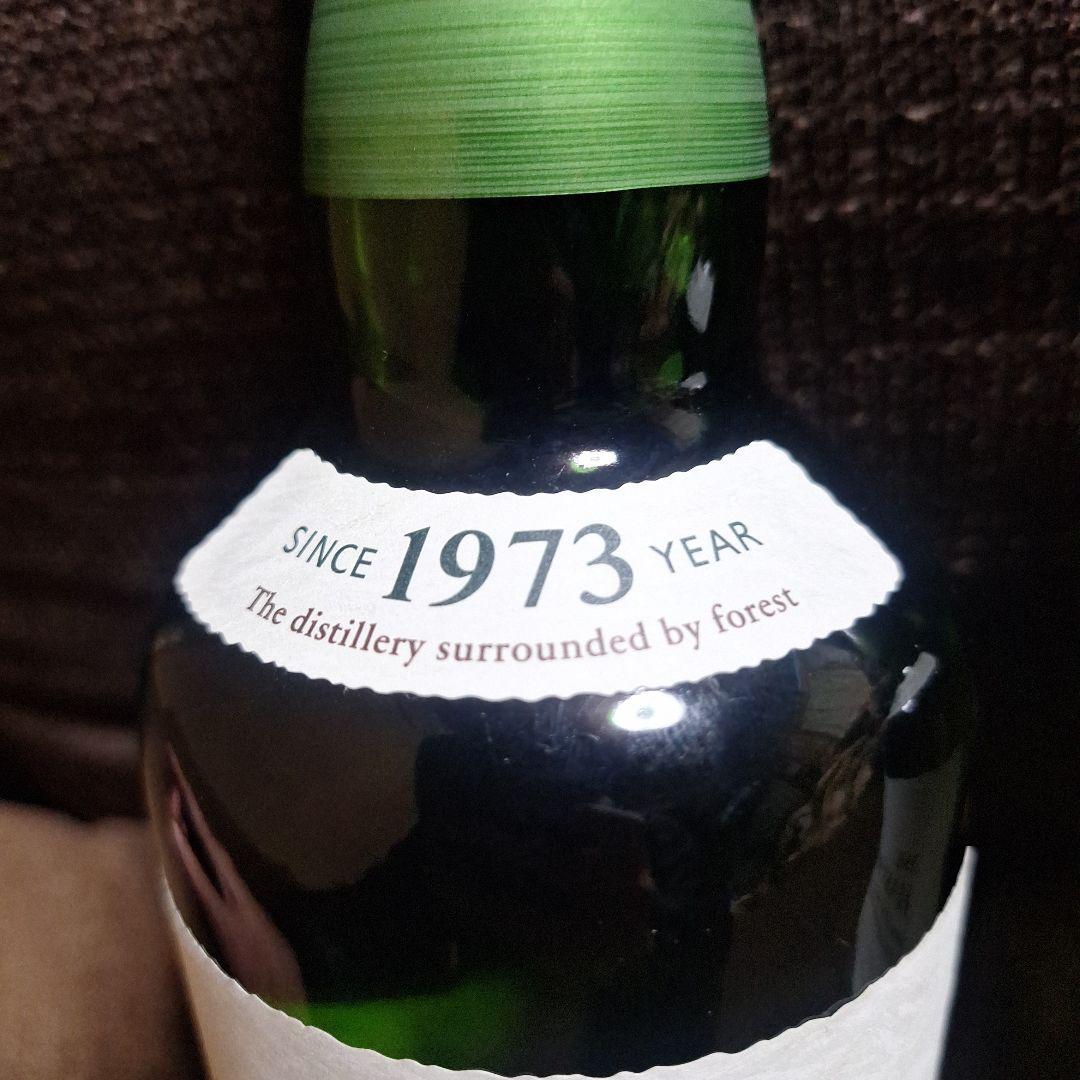 SINCE 1973 YEAR
The distillery surrounded by forest